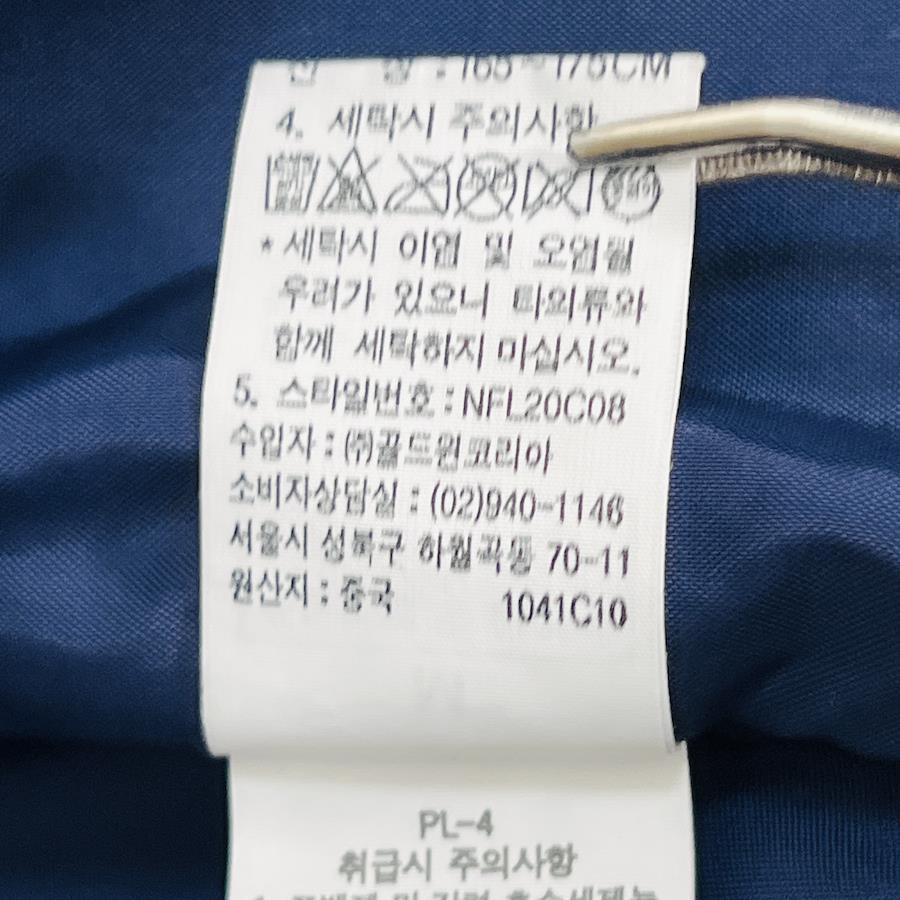 신 장 : 165~175CM
4. 세탁시 주의사항
* 세탁시 이염 및 오염될
우려가 있으니 타의류와
함께 세탁하지 마십시오.
5. 스타일번호 : NFL20C08
수입자 : ㈜골드윈코리아
소비자상담실 : (02)940-1146
서울시 성북구 하월곡동 70-11
원산지 : 중국 1041C10
PL-4
취급시 주의사항